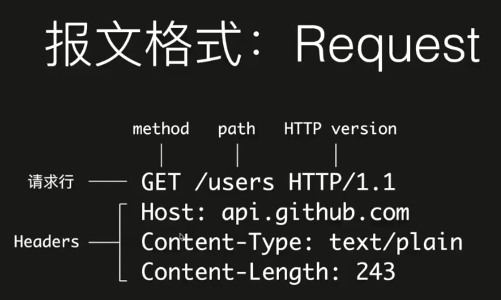 报文格式：Request
method path HTTP version
请求行 GET /users HTTP/1.1
Host: api.github.com
Headers Content-Type: text/plain
Content-Length: 243